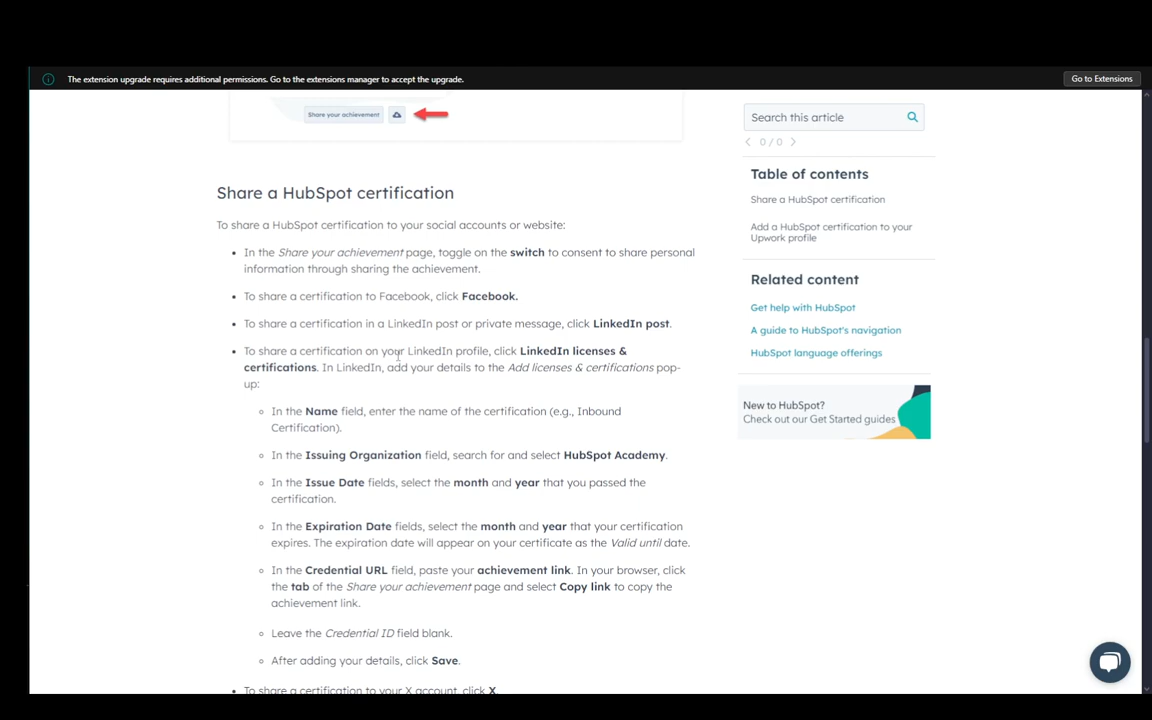 The extension upgrade requires additional permissions. Go to the extensions manager to accept the upgrade.
Go to Extensions
Share your achievement
Share a HubSpot certification
To share a HubSpot certification to your social accounts or website:
In the Share your achievement page, toggle on the switch to consent to share personal
information through sharing the achievement.
To share a certification to Facebook, click Facebook.
To share a certification in a LinkedIn post or private message, click LinkedIn post.
To share a certification on your LinkedIn profile, click LinkedIn licenses &
certifications. In LinkedIn, add your details to the Add licenses & certifications pop-
up:
In the Name field, enter the name of the certification (e.g., Inbound
Certification).
In the Issuing Organization field, search for and select HubSpot Academy.
In the Issue Date fields, select the month and year that you passed the
certification.
In the Expiration Date fields, select the month and year that your certification
expires. The expiration date will appear on your certificate as the Valid until date.
In the Credential URL field, paste your achievement link. In your browser, click
the tab of the Share your achievement page and select Copy link to copy the
achievement link.
Leave the Credential ID field blank.
After adding your details, click Save.
To share a certification to your X account, click X.
Search this article
0 / 0
Table of contents
Share a HubSpot certification
Add a HubSpot certification to your
Upwork profile
Related content
Get help with HubSpot
A guide to HubSpot's navigation
HubSpot language offerings
New to HubSpot?
Check out our Get Started guides